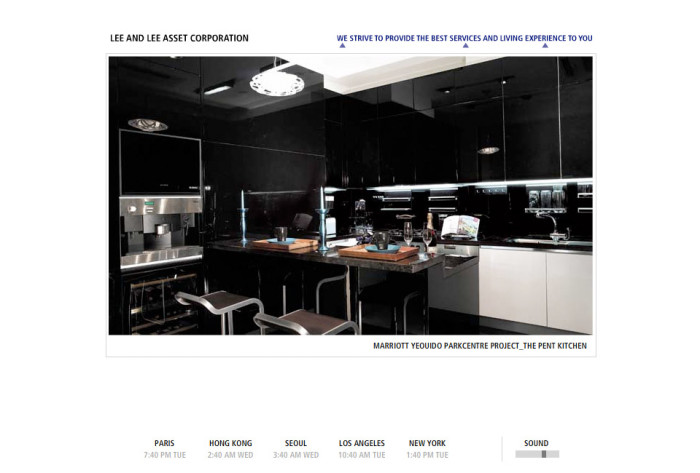 LEE AND LEE ASSET CORPORATION
WE STRIVE TO PROVIDE THE BEST SERVICES AND LIVING EXPERIENCE TO YOU
MARRIOTT YEOUIDO PARKCENTRE PROJECT_THE PENT KITCHEN
PARIS HONG KONG SEOUL LOS ANGELES NEW YORK SOUND
7:40 PM TUE 2:40 AM WED 3:40 AM WED 10:40 AM TUE 1:40 PM TUE